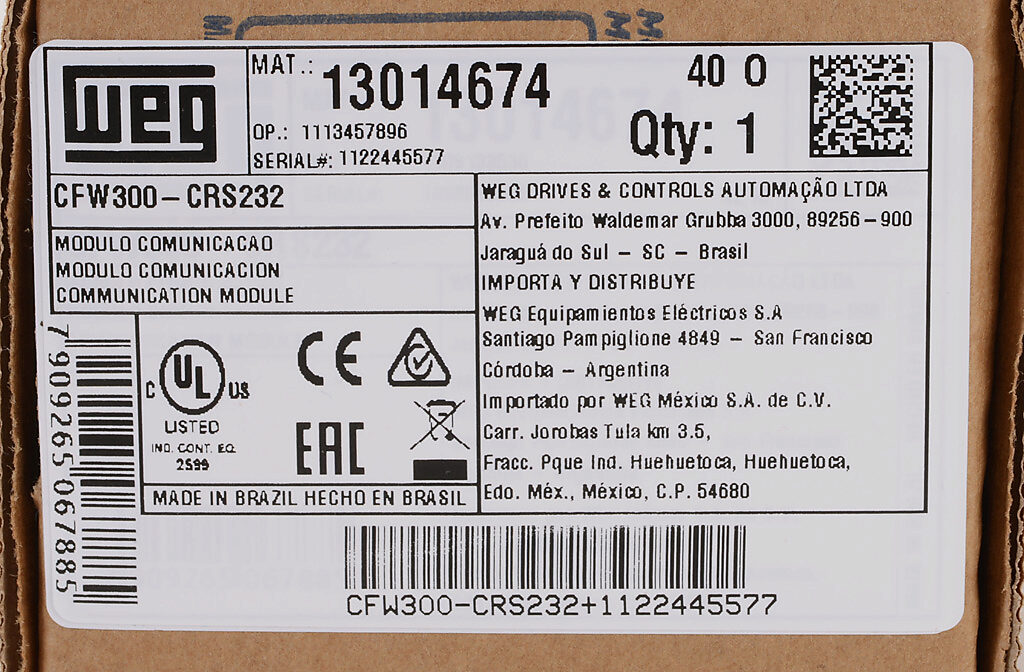 weg
MAT.: 13014674
40 0
OP.: 1113457896
Qty: 1
SERIAL#: 1122445577
CFW300-CRS232
MODULO COMUNICACAO
MODULO COMUNICACION
COMMUNICATION MODULE
WEG DRIVES & CONTROLS AUTOMAÇÃO LTDA
Av. Prefeito Waldemar Grubba 3000, 89256-900
Jaraguá do Sul - SC - Brasil
IMPORTA Y DISTRIBUYE
WEG Equipamientos Eléctricos S.A
Santiago Pampiglione 4849 - San Francisco
Córdoba - Argentina
Importado por WEG México S.A. de C.V.
Carr. Jorobas Tula km 3.5,
Fracc. Pque Ind. Huehuetoca, Huehuetoca,
Edo. Méx., México, C.P. 54680
7 909265 067885
C UL US
LISTED
IND. CONT. EQ.
2S99
CE
EAC
MADE IN BRAZIL HECHO EN BRASIL
CFW300-CRS232+1122445577